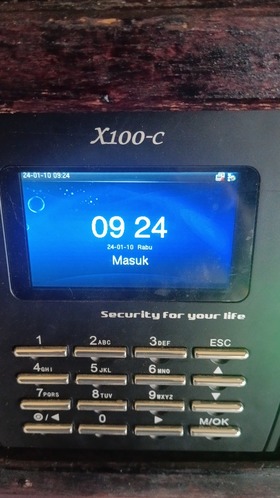 X100-C
24-01-10 09:24
09 24
24-01-10 Rabu
Masuk
Security for your life
1 2ABC 3DEF ESC
4GHI 5JKL 6MNO ▲
7PQRS 8TUV 9WXYZ ▼
/◀ 0 ▶ M/OK